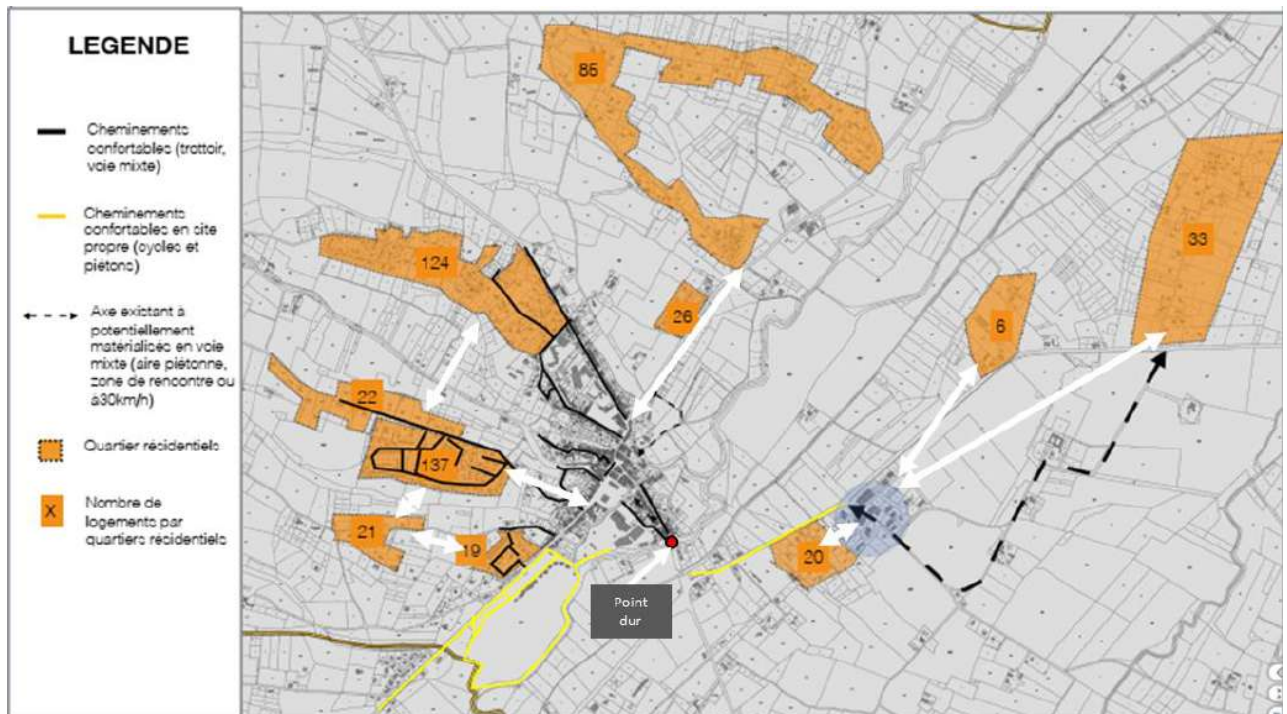 LEGENDE
Cheminements
confortables (trottoir,
voie mixte)
Cheminements
confortables en site
propre (cycles et
piétons)
Axe existant à
potentiellement
matérialisés en voie
mixte (aire piétonne,
zone de rencontre ou
à30km/h)
Quartier résidentiels
X
Nombre de
logements par
quartiers résidentiels
85
33
124
26
6
22
137
21
19
20
Point
dur